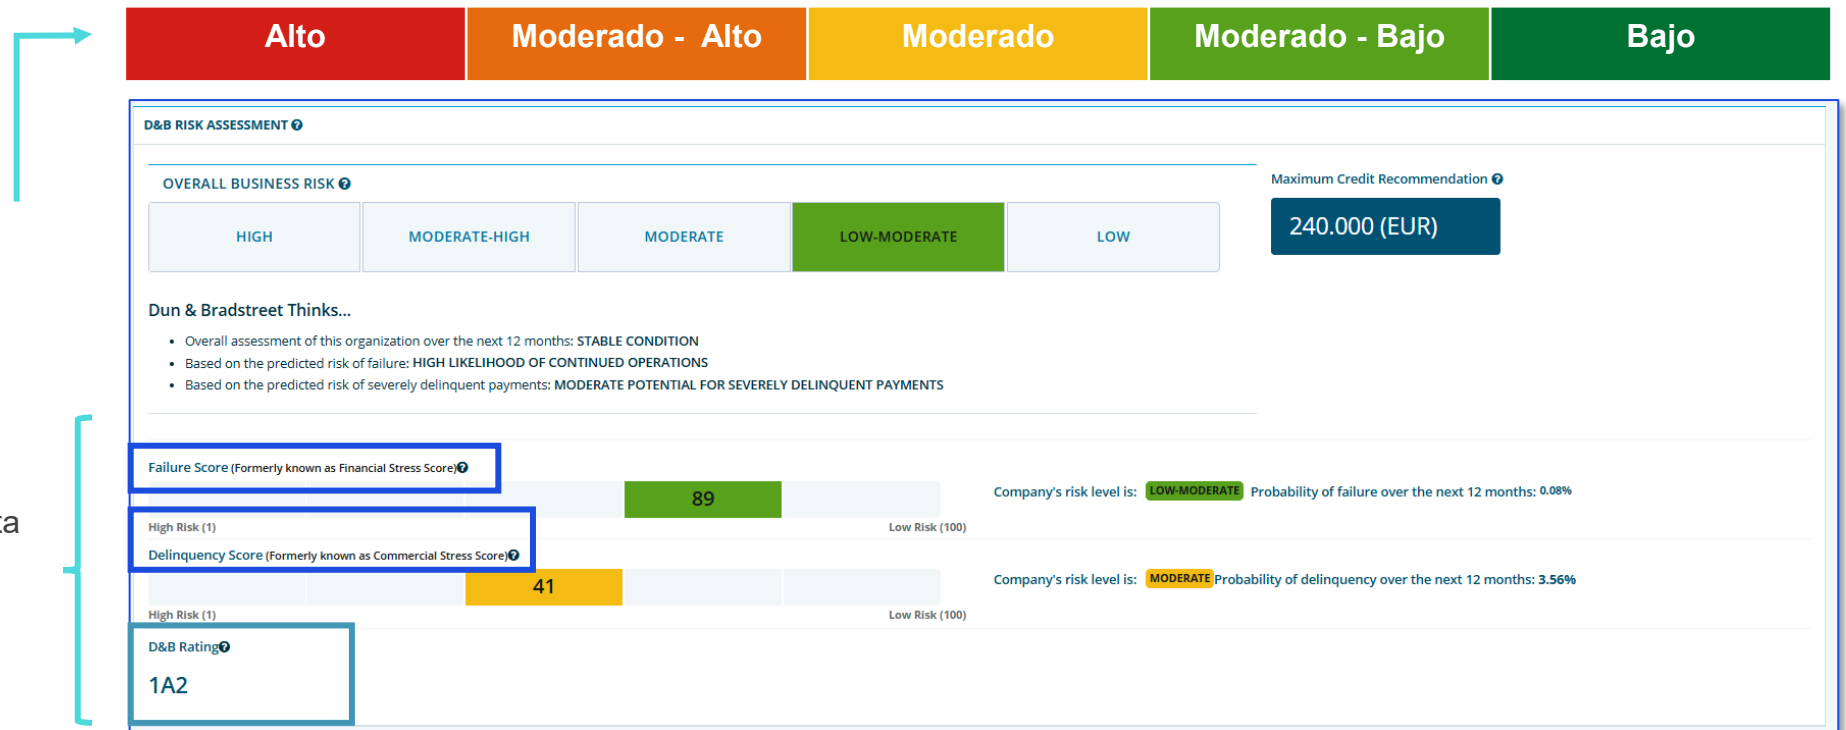 Alto Moderado - Alto Moderado Moderado - Bajo Bajo
D&B RISK ASSESSMENT
OVERALL BUSINESS RISK
Maximum Credit Recommendation
240.000 (EUR)
HIGH MODERATE-HIGH MODERATE LOW-MODERATE LOW
Dun & Bradstreet Thinks...
• Overall assessment of this organization over the next 12 months: STABLE CONDITION
• Based on the predicted risk of failure: HIGH LIKELIHOOD OF CONTINUED OPERATIONS
• Based on the predicted risk of severely delinquent payments: MODERATE POTENTIAL FOR SEVERELY DELINQUENT PAYMENTS
Failure Score (Formerly known as Financial Stress Score)
89
Company's risk level is: LOW-MODERATE Probability of failure over the next 12 months: 0.08%
High Risk (1) Low Risk (100)
ta
Delinquency Score (Formerly known as Commercial Stress Score)
41
Company's risk level is: MODERATE Probability of delinquency over the next 12 months: 3.56%
High Risk (1) Low Risk (100)
D&B Rating
1A2